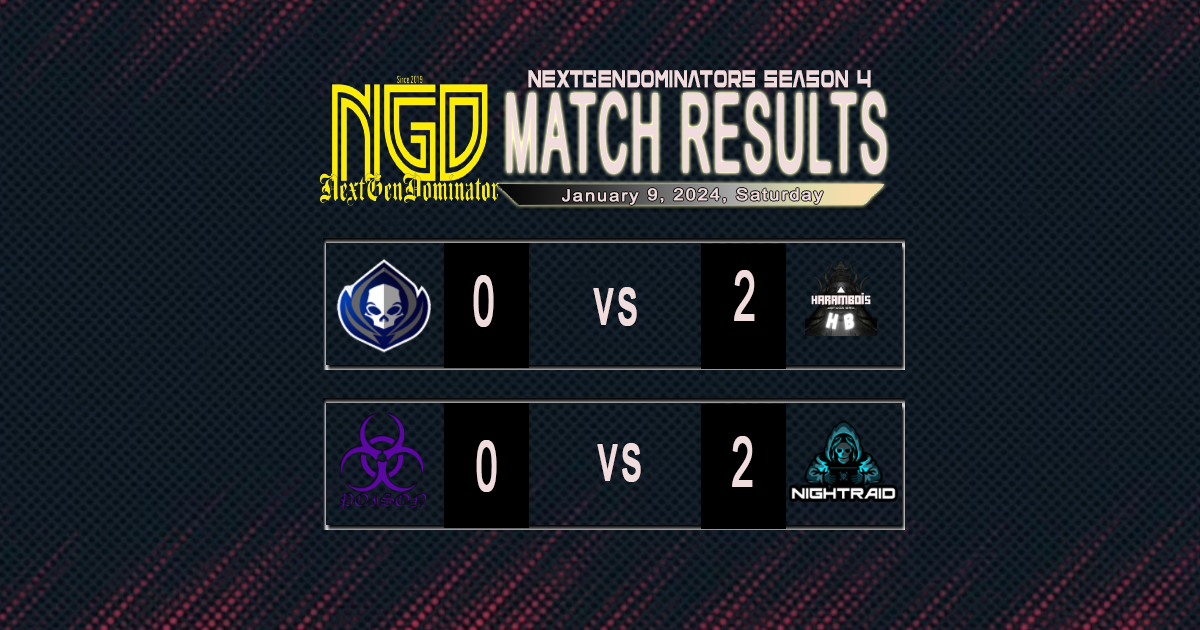 Since 2019
NGD
NextGenDominator
NEXTGENDOMINATORS SEASON 4
MATCH RESULTS
January 9, 2024, Saturday
0 VS 2
HARAMBOIS
HB
0 VS 2
POISON
NIGHTRAID